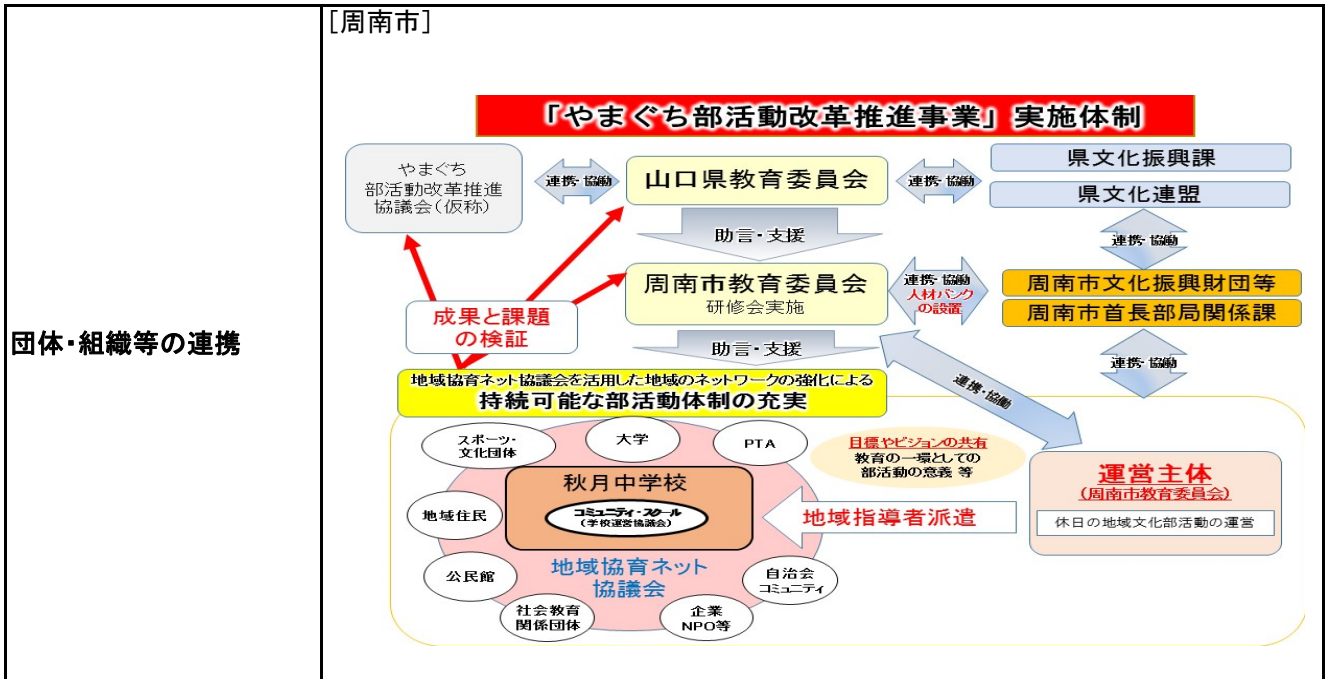 [周南市]
団体・組織等の連携
「やまぐち部活動改革推進事業」実施体制
やまぐち
部活動改革推進
協議会(仮称)
連携・協働
山口県教育委員会
連携・協働
県文化振興課
県文化連盟
助言・支援
連携・協働
周南市教育委員会
研修会実施
連携・協働
人材バンク
の設置
周南市文化振興財団等
周南市首長部局関係課
成果と課題
の検証
助言・支援
連携・協働
連携・協働
地域協育ネット協議会を活用した地域のネットワークの強化による
持続可能な部活動体制の充実
スポーツ・
文化団体
大学
PTA
目標やビジョンの共有
教育の一環としての
部活動の意義 等
秋月中学校
コミュニティ・スクール
(学校運営協議会)
地域住民
地域指導者派遣
運営主体
(周南市教育委員会)
休日の地域文化部活動の運営
地域協育ネット
協議会
公民館
自治会
コミュニティ
社会教育
関係団体
企業
NPO等